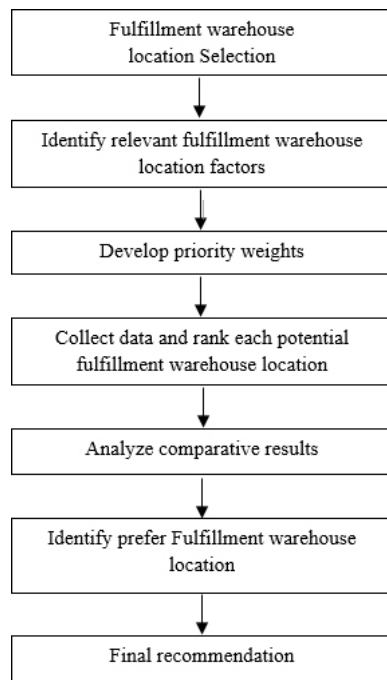 Fulfillment warehouse
location Selection
Identify relevant fulfillment warehouse
location factors
Develop priority weights
Collect data and rank each potential
fulfillment warehouse location
Analyze comparative results
Identify prefer Fulfillment warehouse
location
Final recommendation